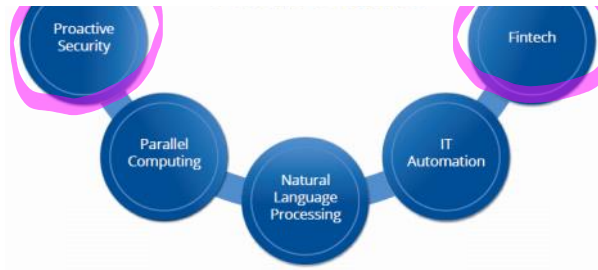 Proactive
Security
Fintech
Parallel
Computing
IT
Automation
Natural
Language
Processing